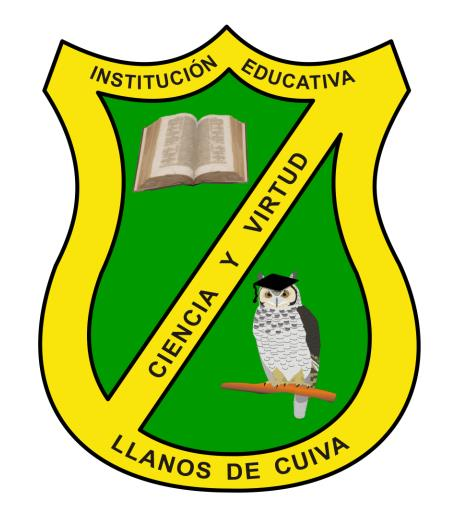 INSTITUCIÓN EDUCATIVA
CIENCIA Y VIRTUD
LLANOS DE CUIVA